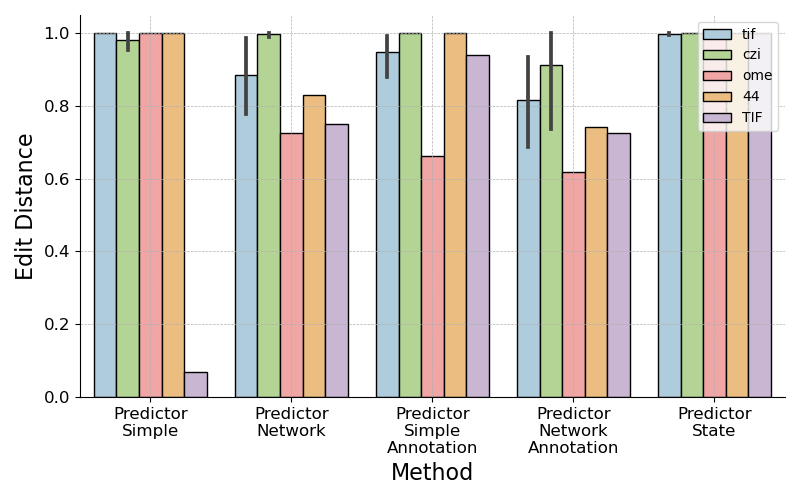 1.0
0.8
0.6
0.4
0.2
0.0
Edit Distance
tif
czi
ome
44
TIF
Predictor
Simple
Predictor
Network
Predictor
Simple
Annotation
Predictor
Network
Annotation
Predictor
State
Method